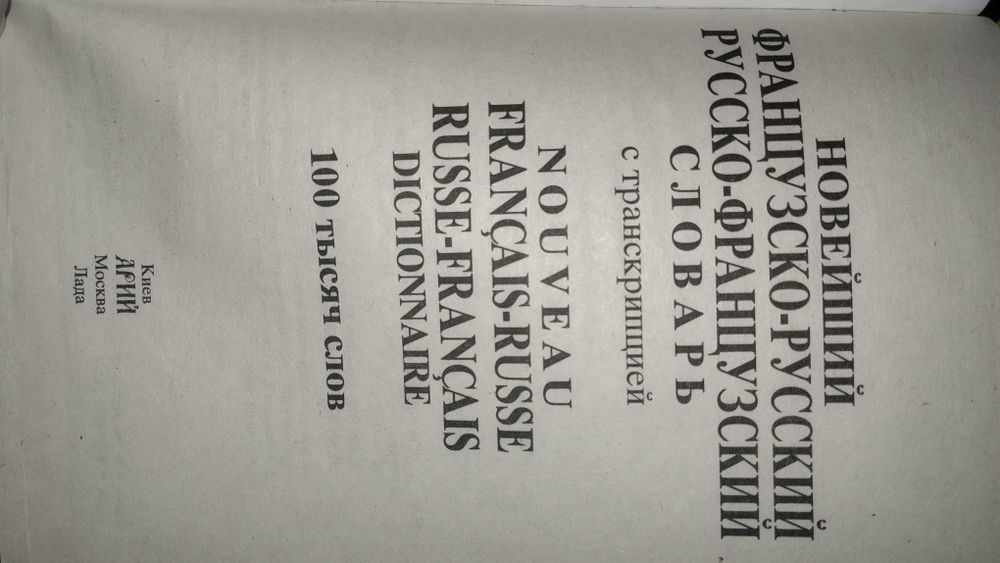 НОВЕЙШИЙ
ФРАНЦУЗСКО-РУССКИЙ
РУССКО-ФРАНЦУЗСКИЙ
СЛОВАРЬ
с транскрипцией
NOUVEAU
FRANÇAIS-RUSSE
RUSSE-FRANÇAIS
DICTIONNAIRE
100 тысяч слов
Киев
АРИЙ
Москва
Лада